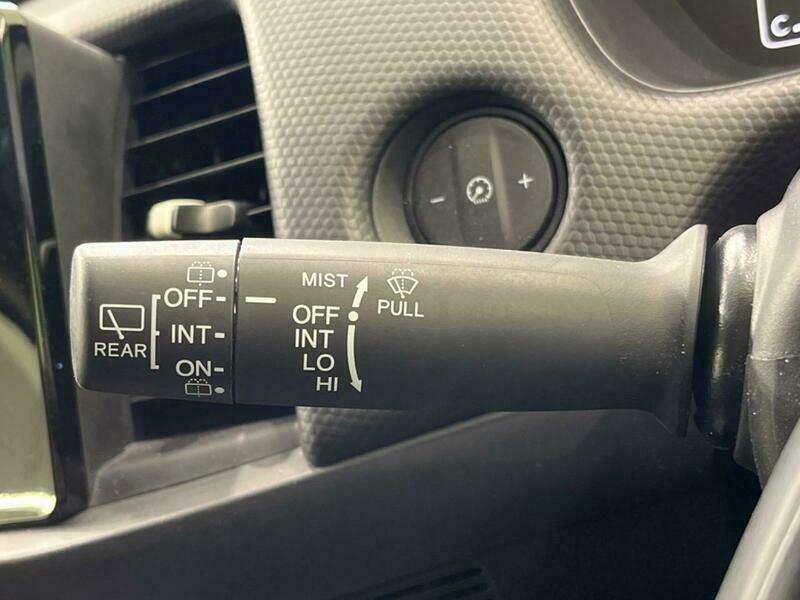 C
− +
OFF
INT
ON
REAR
MIST
OFF
INT
LO
HI
PULL